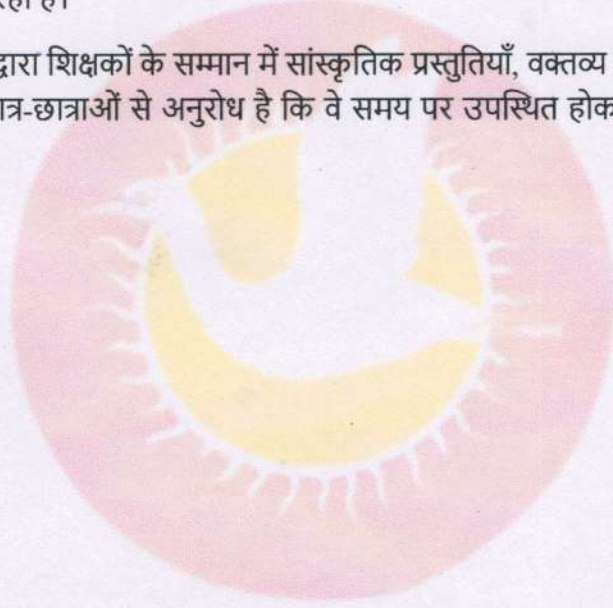 द्वारा शिक्षकों के सम्मान में सांस्कृतिक प्रस्तुतियाँ, वक्तव्य
छात्र-छात्राओं से अनुरोध है कि वे समय पर उपस्थित होक